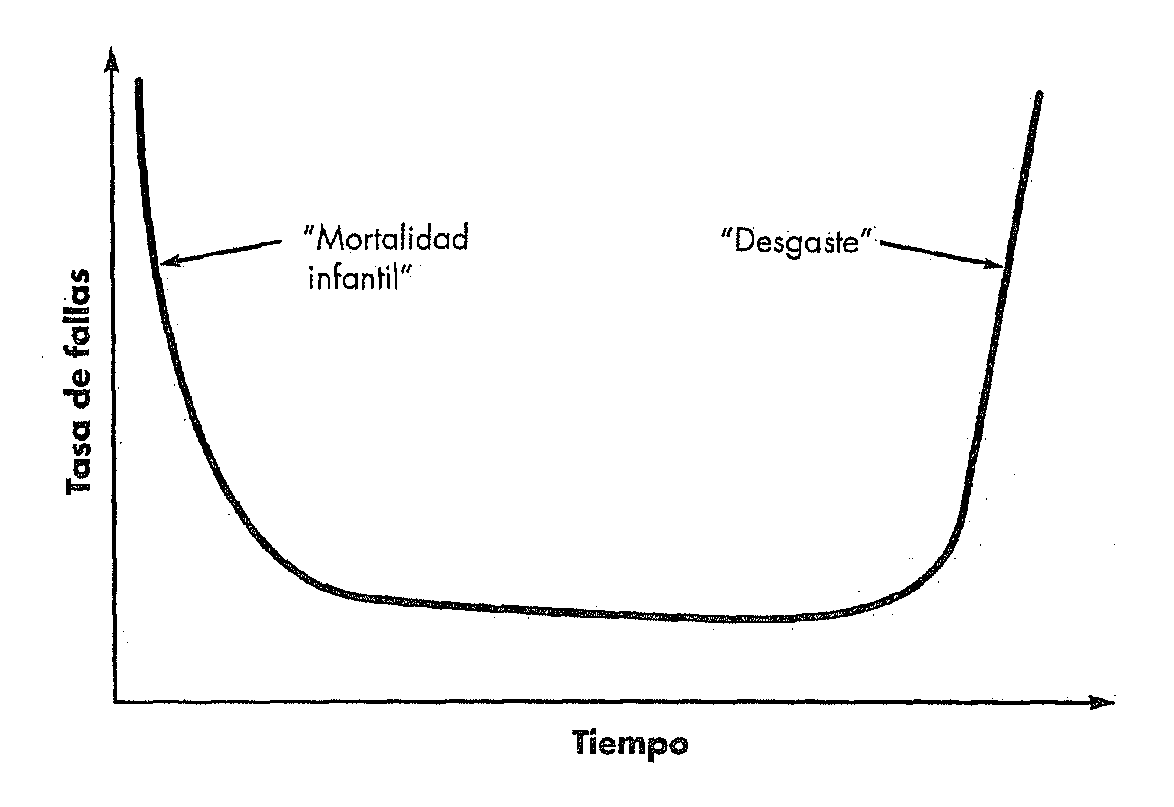 "Mortalidad
infantil"
"Desgaste"
Tasa de fallas
Tiempo